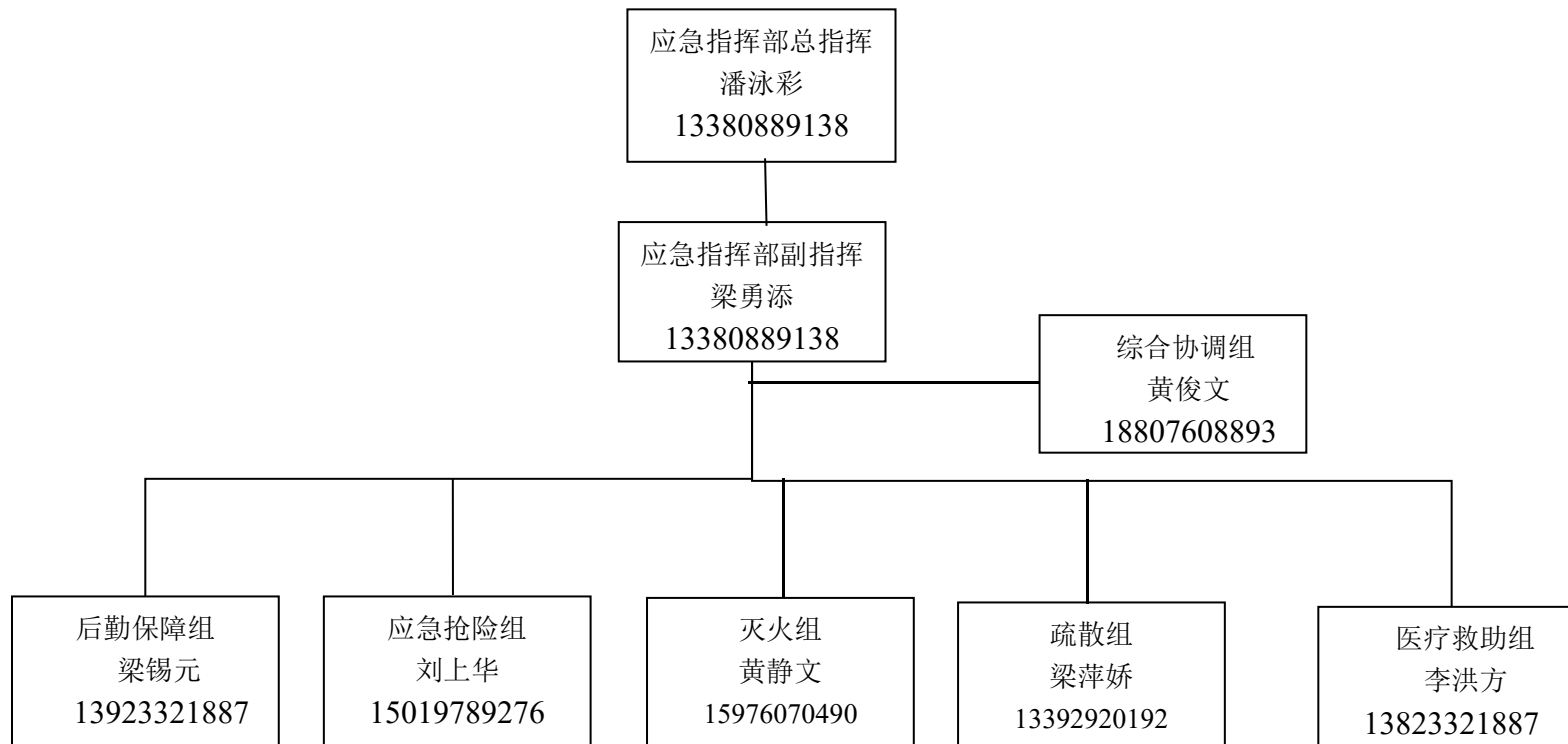 应急指挥部总指挥
潘泳彩
13380889138
应急指挥部副指挥
梁勇添
13380889138
综合协调组
黄俊文
18807608893
后勤保障组
梁锡元
13923321887
应急抢险组
刘上华
15019789276
灭火组
黄静文
15976070490
疏散组
梁萍娇
13392920192
医疗救助组
李洪方
13823321887